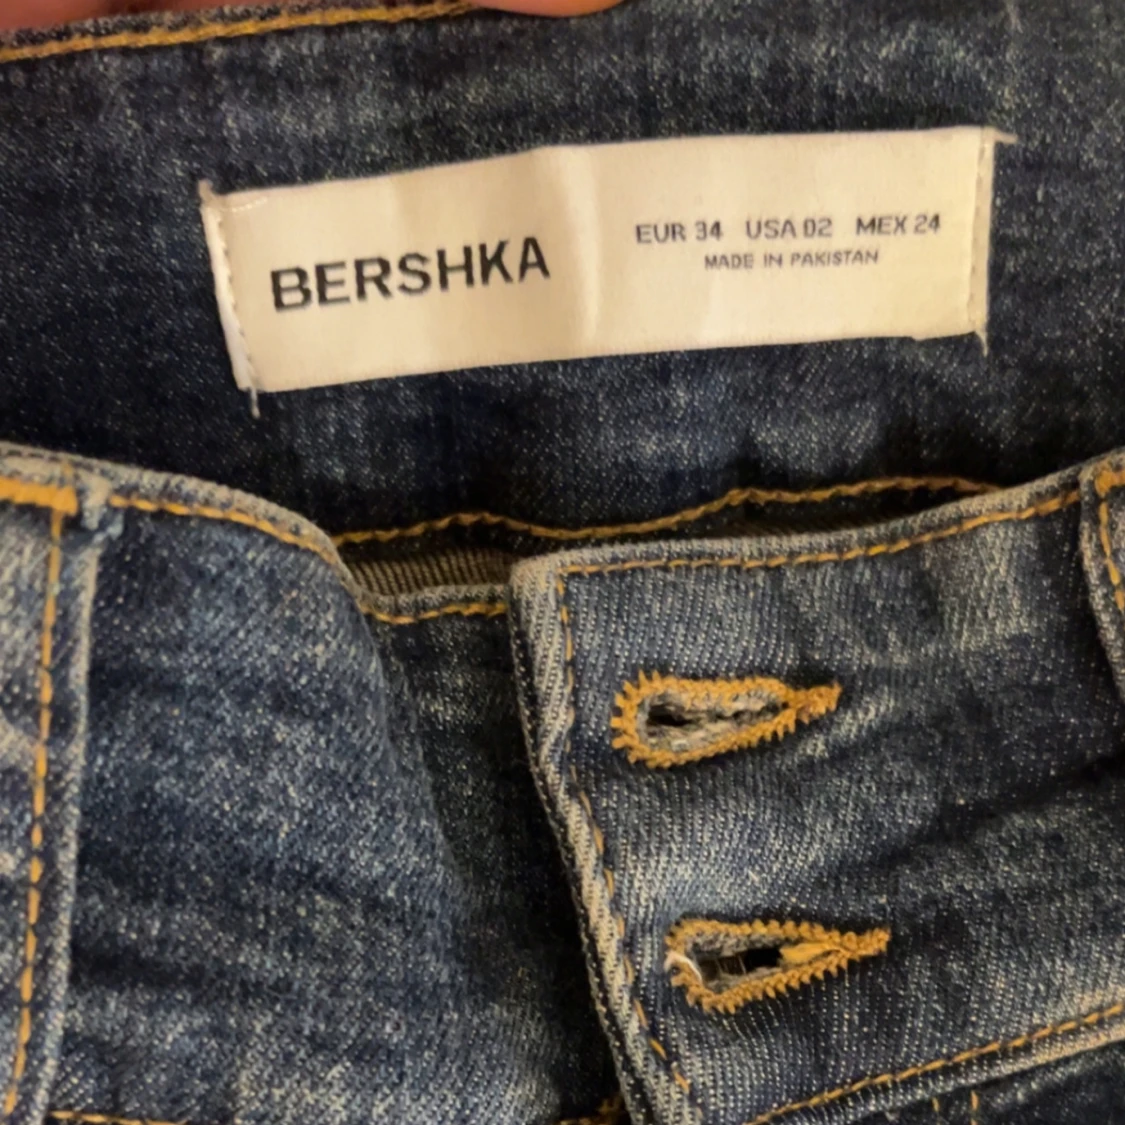 BERSHKA
EUR 34 USA 02 MEX 24
MADE IN PAKISTAN